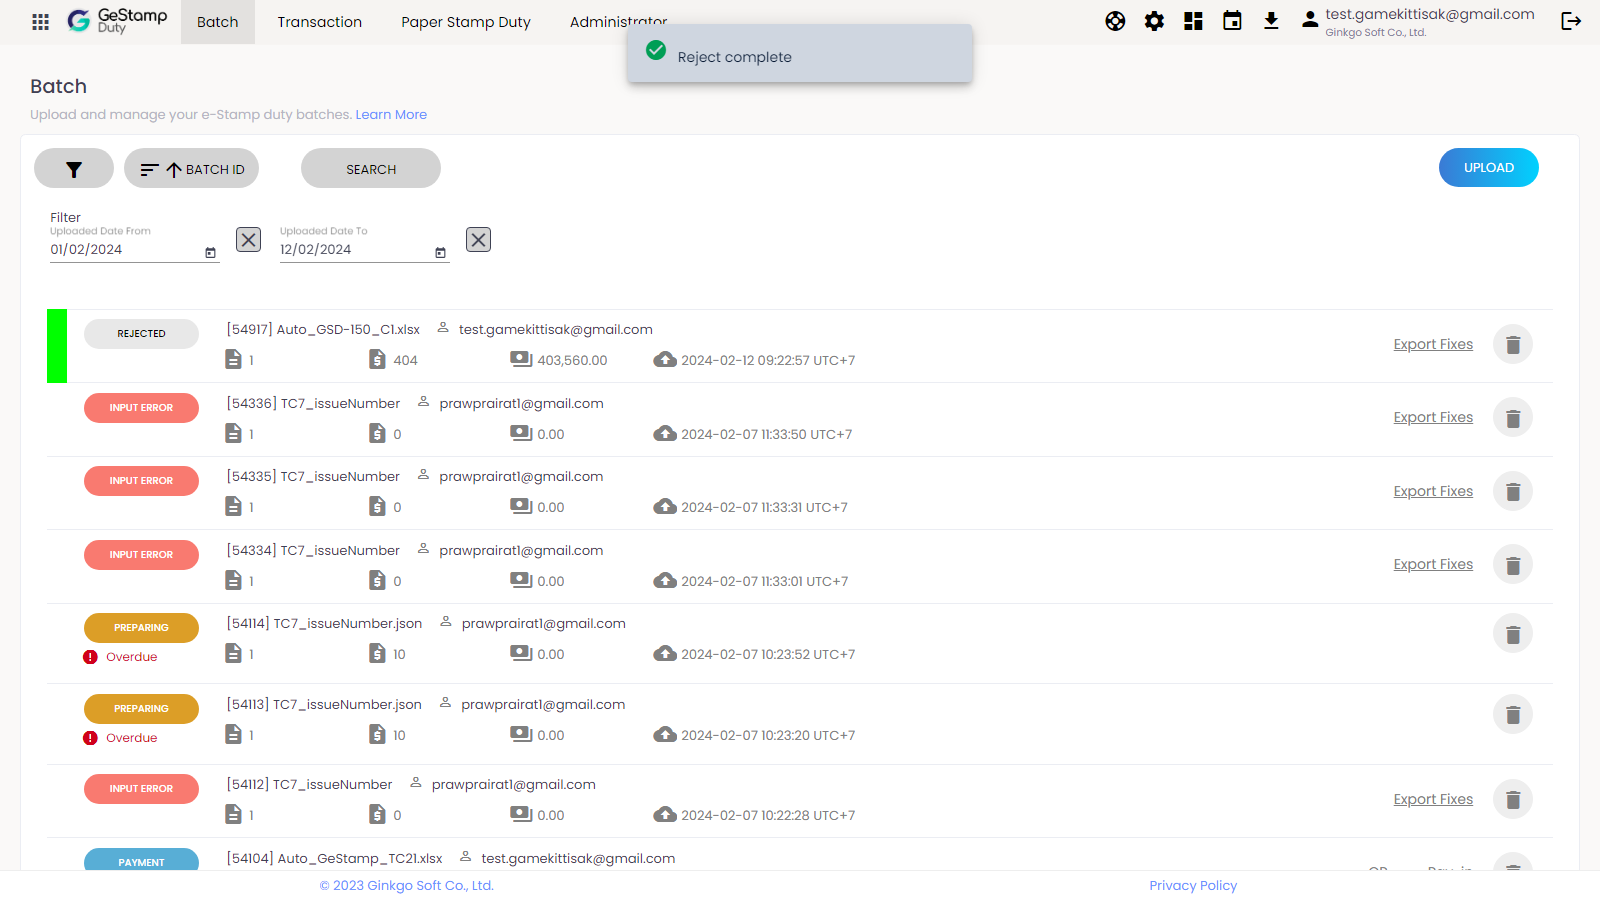 GeStamp
Duty
Batch
Transaction
Paper Stamp Duty
Administrator
test.gamekittisak@gmail.com
Ginkgo Soft Co., Ltd.
Reject complete
Batch
Upload and manage your e-Stamp duty batches. Learn More
BATCH ID
SEARCH
UPLOAD
Filter
Uploaded Date From
01/02/2024
Uploaded Date To
12/02/2024
REJECTED
[54917] Auto_GSD-150_C1.xlsx test.gamekittisak@gmail.com
1 404 403,560.00 2024-02-12 09:22:57 UTC+7
Export Fixes
INPUT ERROR
[54336] TC7_issueNumber prawprairat1@gmail.com
1 0 0.00 2024-02-07 11:33:50 UTC+7
Export Fixes
INPUT ERROR
[54335] TC7_issueNumber prawprairat1@gmail.com
1 0 0.00 2024-02-07 11:33:31 UTC+7
Export Fixes
INPUT ERROR
[54334] TC7_issueNumber prawprairat1@gmail.com
1 0 0.00 2024-02-07 11:33:01 UTC+7
Export Fixes
PREPARING
Overdue
[54114] TC7_issueNumber.json prawprairat1@gmail.com
1 10 0.00 2024-02-07 10:23:52 UTC+7
PREPARING
Overdue
[54113] TC7_issueNumber.json prawprairat1@gmail.com
1 10 0.00 2024-02-07 10:23:20 UTC+7
INPUT ERROR
[54112] TC7_issueNumber prawprairat1@gmail.com
1 0 0.00 2024-02-07 10:22:28 UTC+7
Export Fixes
PAYMENT
[54104] Auto_GeStamp_TC21.xlsx test.gamekittisak@gmail.com
© 2023 Ginkgo Soft Co., Ltd.
Privacy Policy